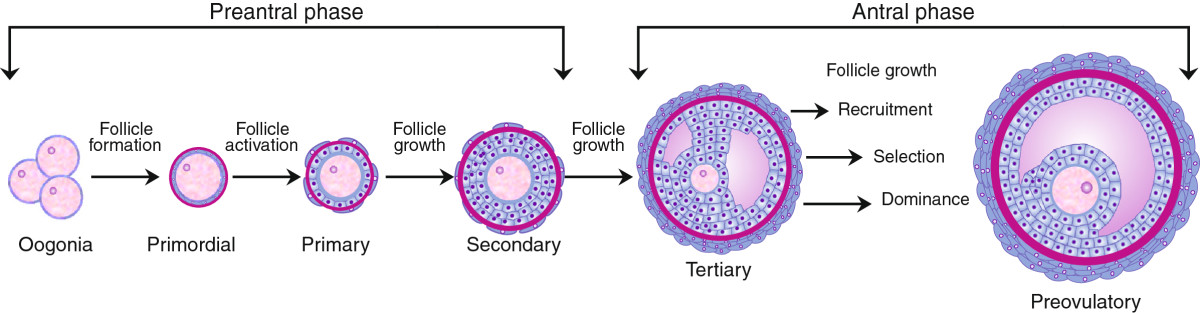 Preantral phase
Antral phase
Follicle
formation
Follicle
activation
Follicle
growth
Follicle
growth
Follicle growth
Recruitment
Selection
Dominance
Oogonia
Primordial
Primary
Secondary
Tertiary
Preovulatory